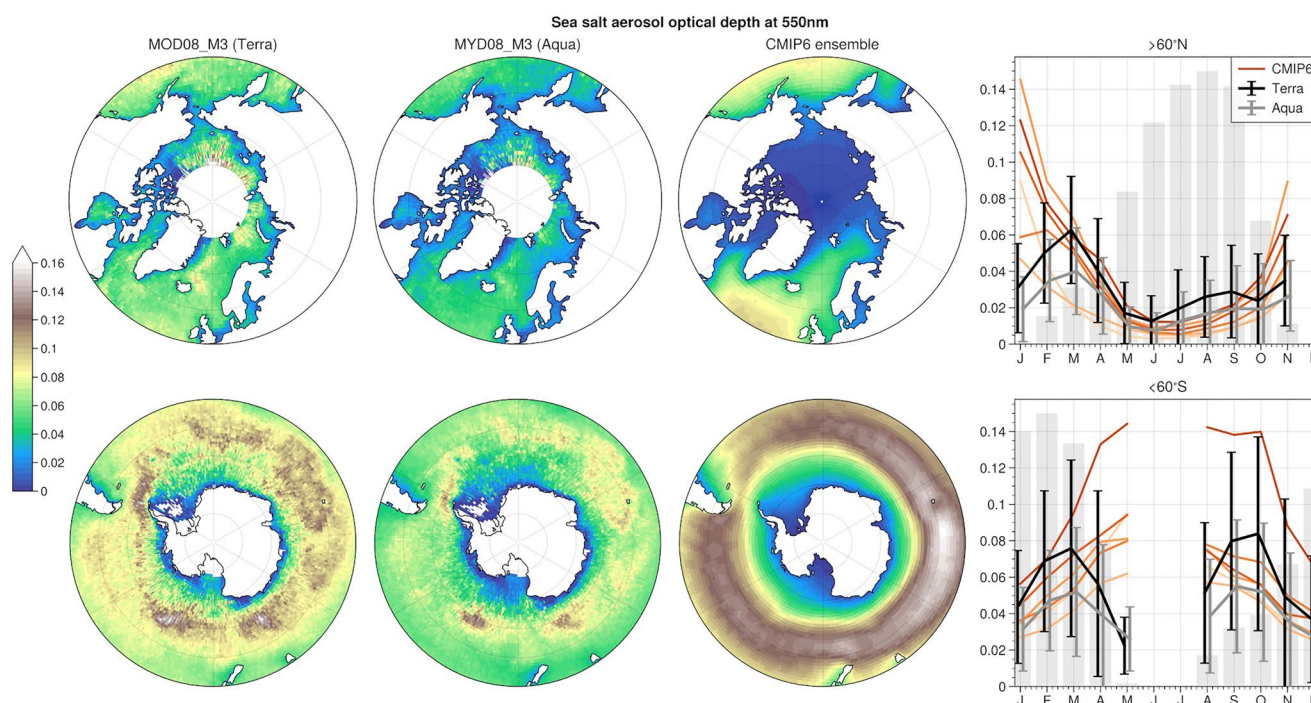 Sea salt aerosol optical depth at 550nm
MOD08_M3 (Terra)
MYD08_M3 (Aqua)
CMIP6 ensemble
>60°N
0.16
0.14
0.12
0.1
0.08
0.06
0.04
0.02
0
CMIP6
Terra
Aqua
0.14
0.12
0.1
0.08
0.06
0.04
0.02
0
J F M A M J J A S O N
<60°S
0.14
0.12
0.1
0.08
0.06
0.04
0.02
0
J F M A M J J A S O N